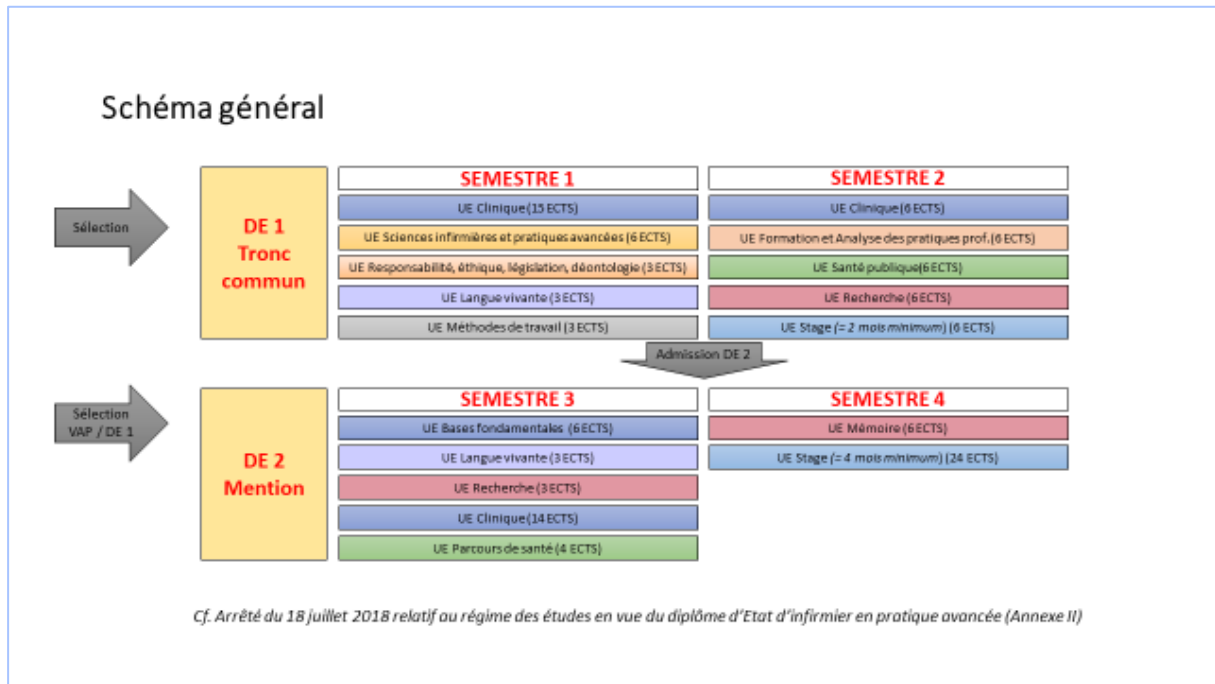 Schéma général
Sélection
DE 1
Tronc
commun
SEMESTRE 1
UE Clinique (15 ECTS)
UE Sciences infirmières et pratiques avancées (6 ECTS)
UE Responsabilité, éthique, législation, déontologie (3 ECTS)
UE Langue vivante (3 ECTS)
UE Méthodes de travail (3 ECTS)
SEMESTRE 2
UE Clinique (6 ECTS)
UE Formation et Analyse des pratiques prof. (6 ECTS)
UE Santé publique(6 ECTS)
UE Recherche (6 ECTS)
UE Stage (= 2 mois minimum) (6 ECTS)
Admission DE 2
Sélection
VAP / DE 1
DE 2
Mention
SEMESTRE 3
UE Bases fondamentales (6 ECTS)
UE Langue vivante (3 ECTS)
UE Recherche (3 ECTS)
UE Clinique (14 ECTS)
UE Parcours de santé (4 ECTS)
SEMESTRE 4
UE Mémoire (6 ECTS)
UE Stage (= 4 mois minimum) (24 ECTS)
Cf. Arrêté du 18 juillet 2018 relatif au régime des études en vue du diplôme d'Etat d'infirmier en pratique avancée (Annexe II)